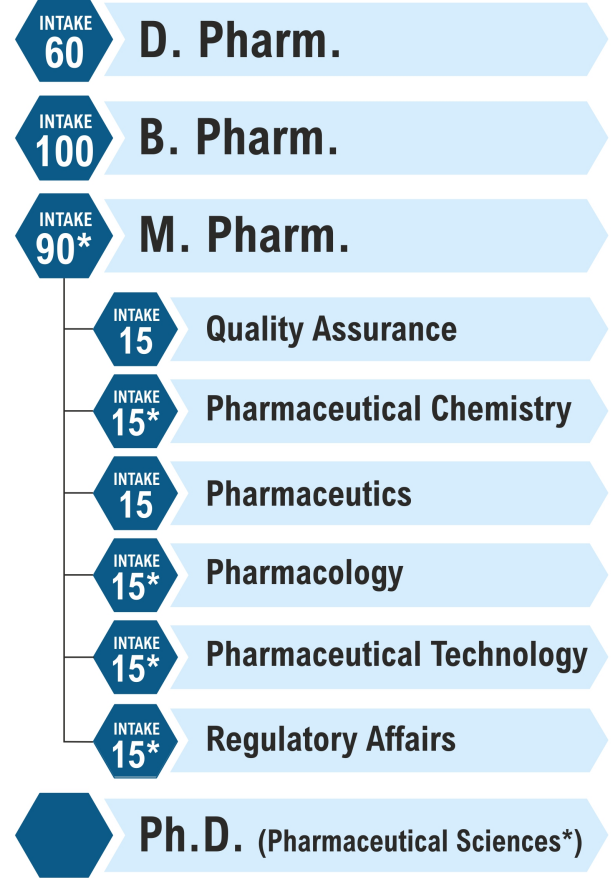 INTAKE
60
D. Pharm.
INTAKE
100
B. Pharm.
INTAKE
90*
M. Pharm.
INTAKE
15
Quality Assurance
INTAKE
15*
Pharmaceutical Chemistry
INTAKE
15
Pharmaceutics
INTAKE
15*
Pharmacology
INTAKE
15*
Pharmaceutical Technology
INTAKE
15*
Regulatory Affairs
Ph.D. (Pharmaceutical Sciences*)